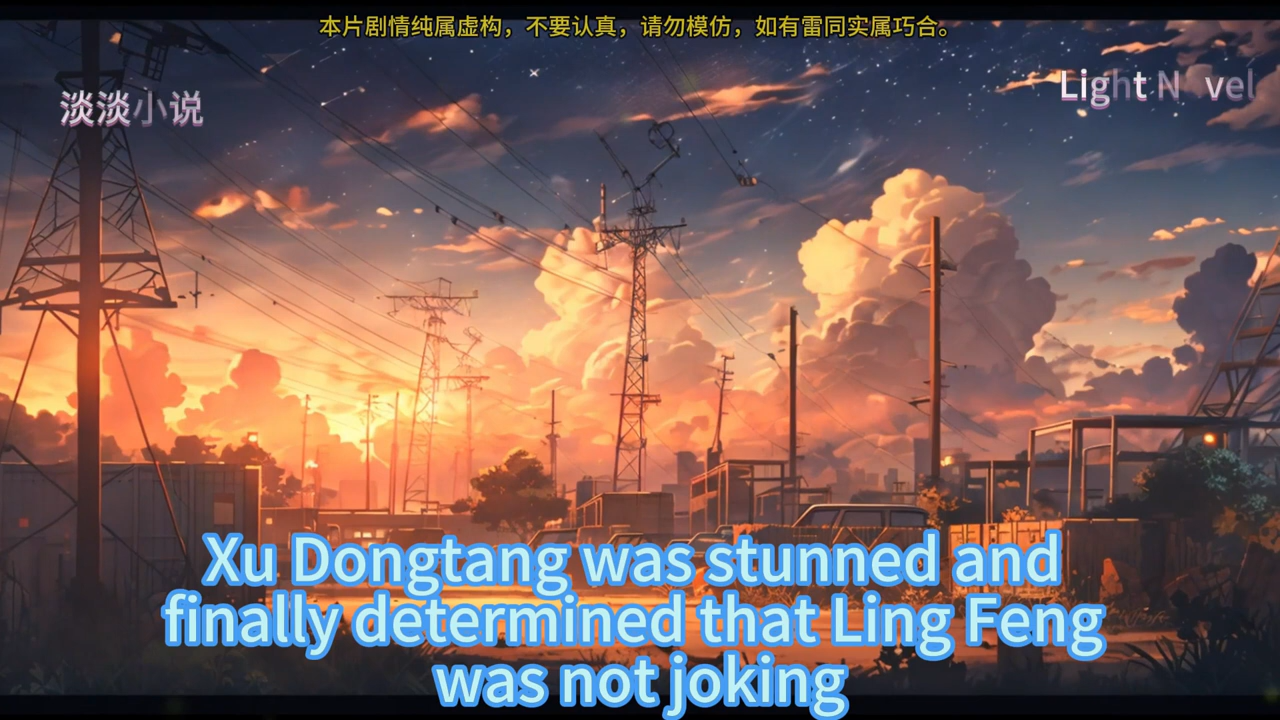 本片剧情纯属虚构，不要认真，请勿模仿，如有雷同实属巧合。
淡淡小说
Light N vel
Xu Dongtang was stunned and
finally determined that Ling Feng
was not joking